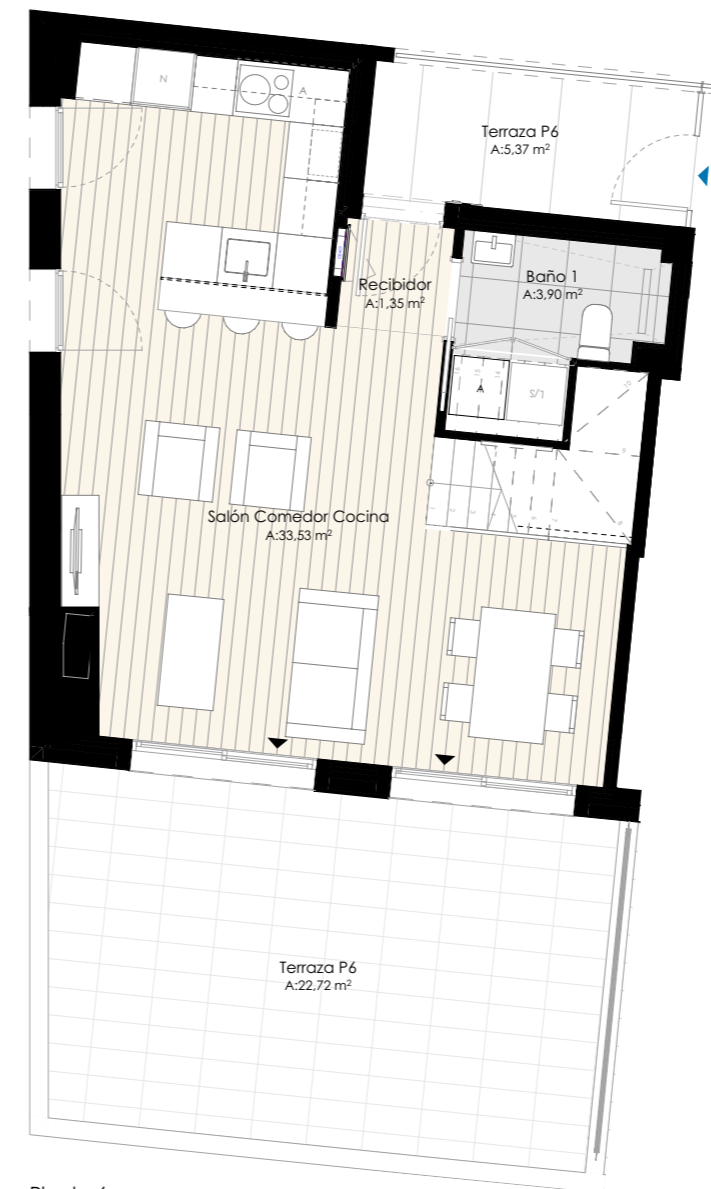 N
A
Terraza P6
A:5,37 m²
Recibidor
A:1,35 m²
Baño 1
A:3,90 m²
A
L/S
Salón Comedor Cocina
A:33,53 m²
Terraza P6
A:22,72 m²